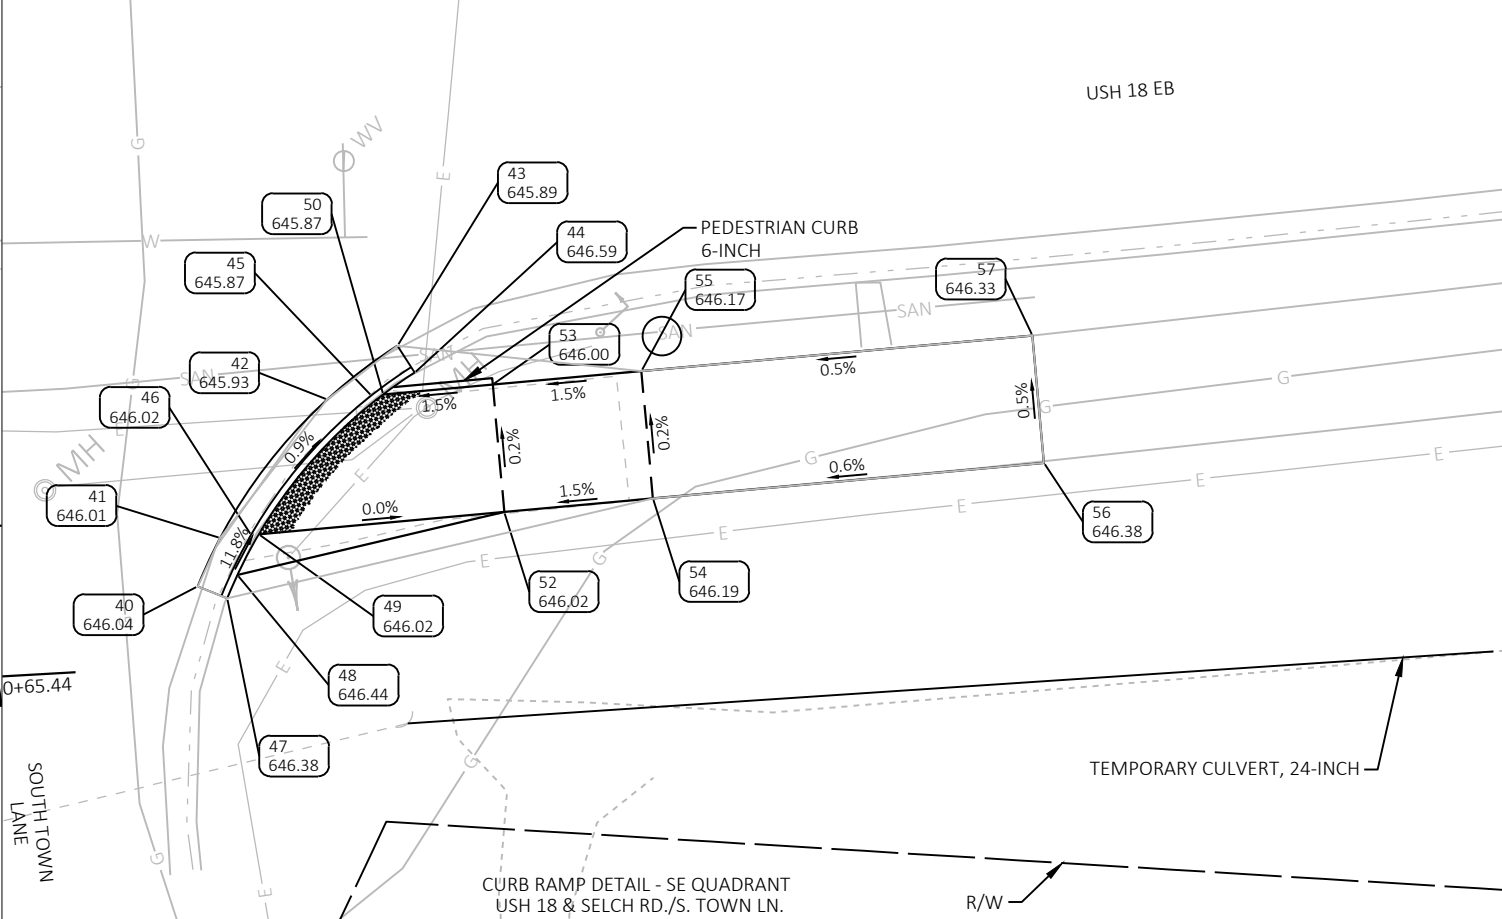 USH 18 EB
WV
G
E
43
645.89
50
645.87
44
646.59
PEDESTRIAN CURB
6-INCH
W
45
645.87
55
646.17
57
646.33
SAN
SAN
53
646.00
42
645.93
SAN
SAN
MH
0.5%
1.5%
1.5%
G
G
46
646.02
0.5%
G
E
0.9%
0.2%
0.2%
MH
E
G
0.6%
E
E
1.5%
E
41
646.01
0.0%
11.8%
56
646.38
E
E
G
40
646.04
49
646.02
52
646.02
54
646.19
E
48
646.44
0+65.44
47
646.38
G
TEMPORARY CULVERT, 24-INCH
SOUTH TOWN
LANE
G
E
CURB RAMP DETAIL - SE QUADRANT
USH 18 & SELCH RD./S. TOWN LN.
R/W